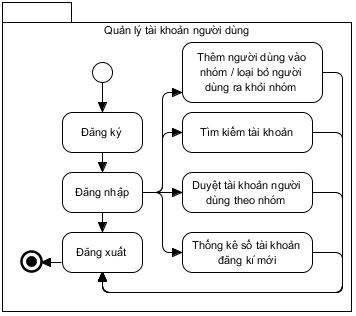 Quản lý tài khoản người dùng
Thêm người dùng vào
nhóm / loại bỏ người
dùng ra khỏi nhóm
Đăng ký
Tìm kiếm tài khoản
Đăng nhập
Duyệt tài khoản người
dùng theo nhóm
Đăng xuất
Thống kê số tài khoản
đăng kí mới